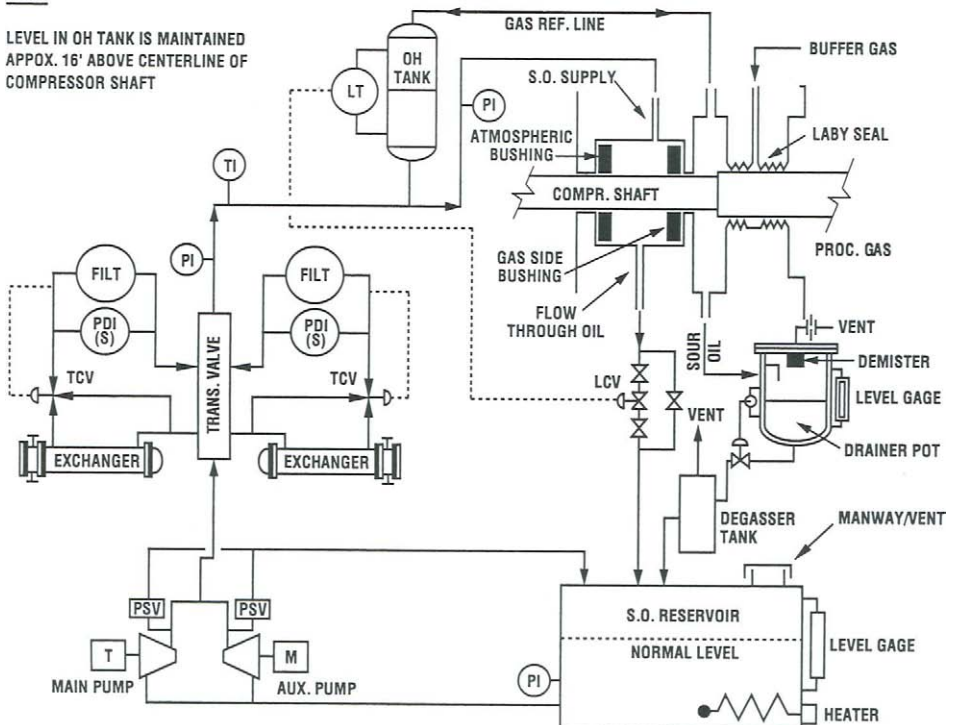 LEVEL IN OH TANK IS MAINTAINED
APPOX. 16' ABOVE CENTERLINE OF
COMPRESSOR SHAFT
GAS REF. LINE
OH
TANK
LT
PI
S.O. SUPPLY
BUFFER GAS
ATMOSPHERIC
BUSHING
LABY SEAL
TI
COMPR. SHAFT
PI
PROC. GAS
GAS SIDE
BUSHING
FLOW
THROUGH OIL
FILT
FILT
PDI
(S)
PDI
(S)
TRANS. VALVE
TCV
TCV
SOUR
OIL
VENT
DEMISTER
LCV
LEVEL GAGE
VENT
DRAINER POT
EXCHANGER
EXCHANGER
DEGASSER
TANK
MANWAY/VENT
PSV
PSV
S.O. RESERVOIR
NORMAL LEVEL
LEVEL GAGE
T
M
MAIN PUMP
AUX. PUMP
PI
HEATER